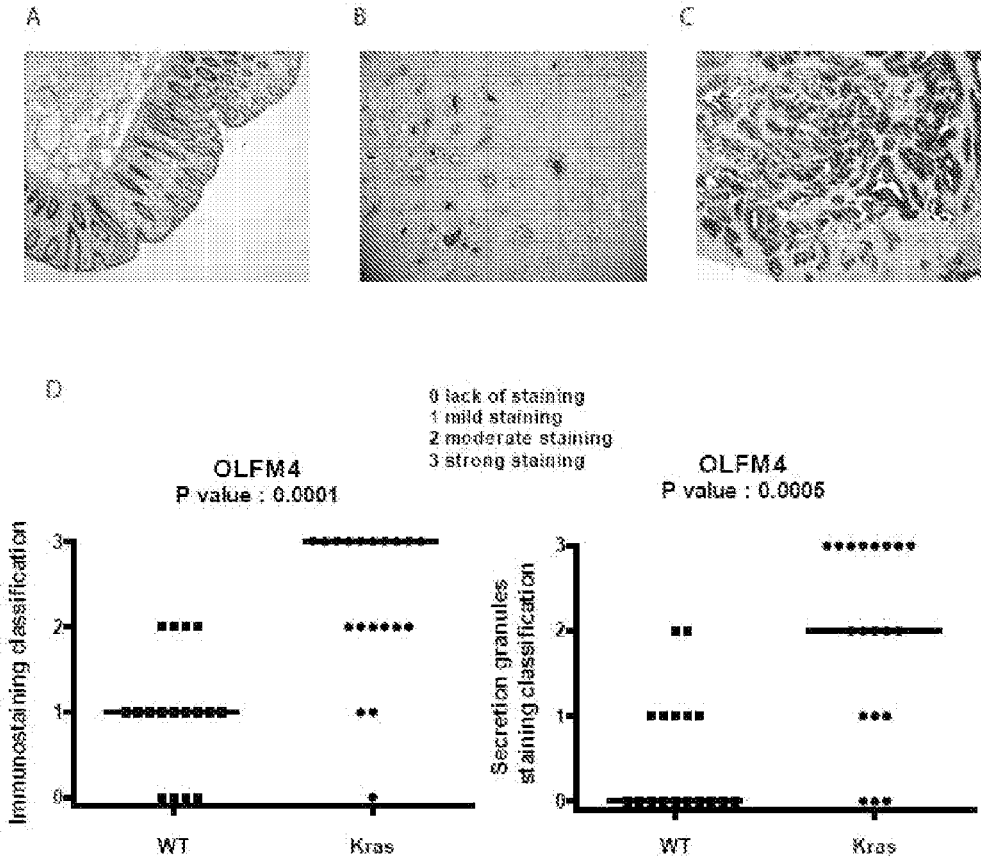 A
B
C
D
0 lack of staining
1 mild staining
2 moderate staining
3 strong staining
OLFM4
P value : 0.0001
Immunostaining classification
3
2
1
0
WT
Kras
OLFM4
P value : 0.0005
Secretion granules
staining classification
3
2
1
0
WT
Kras